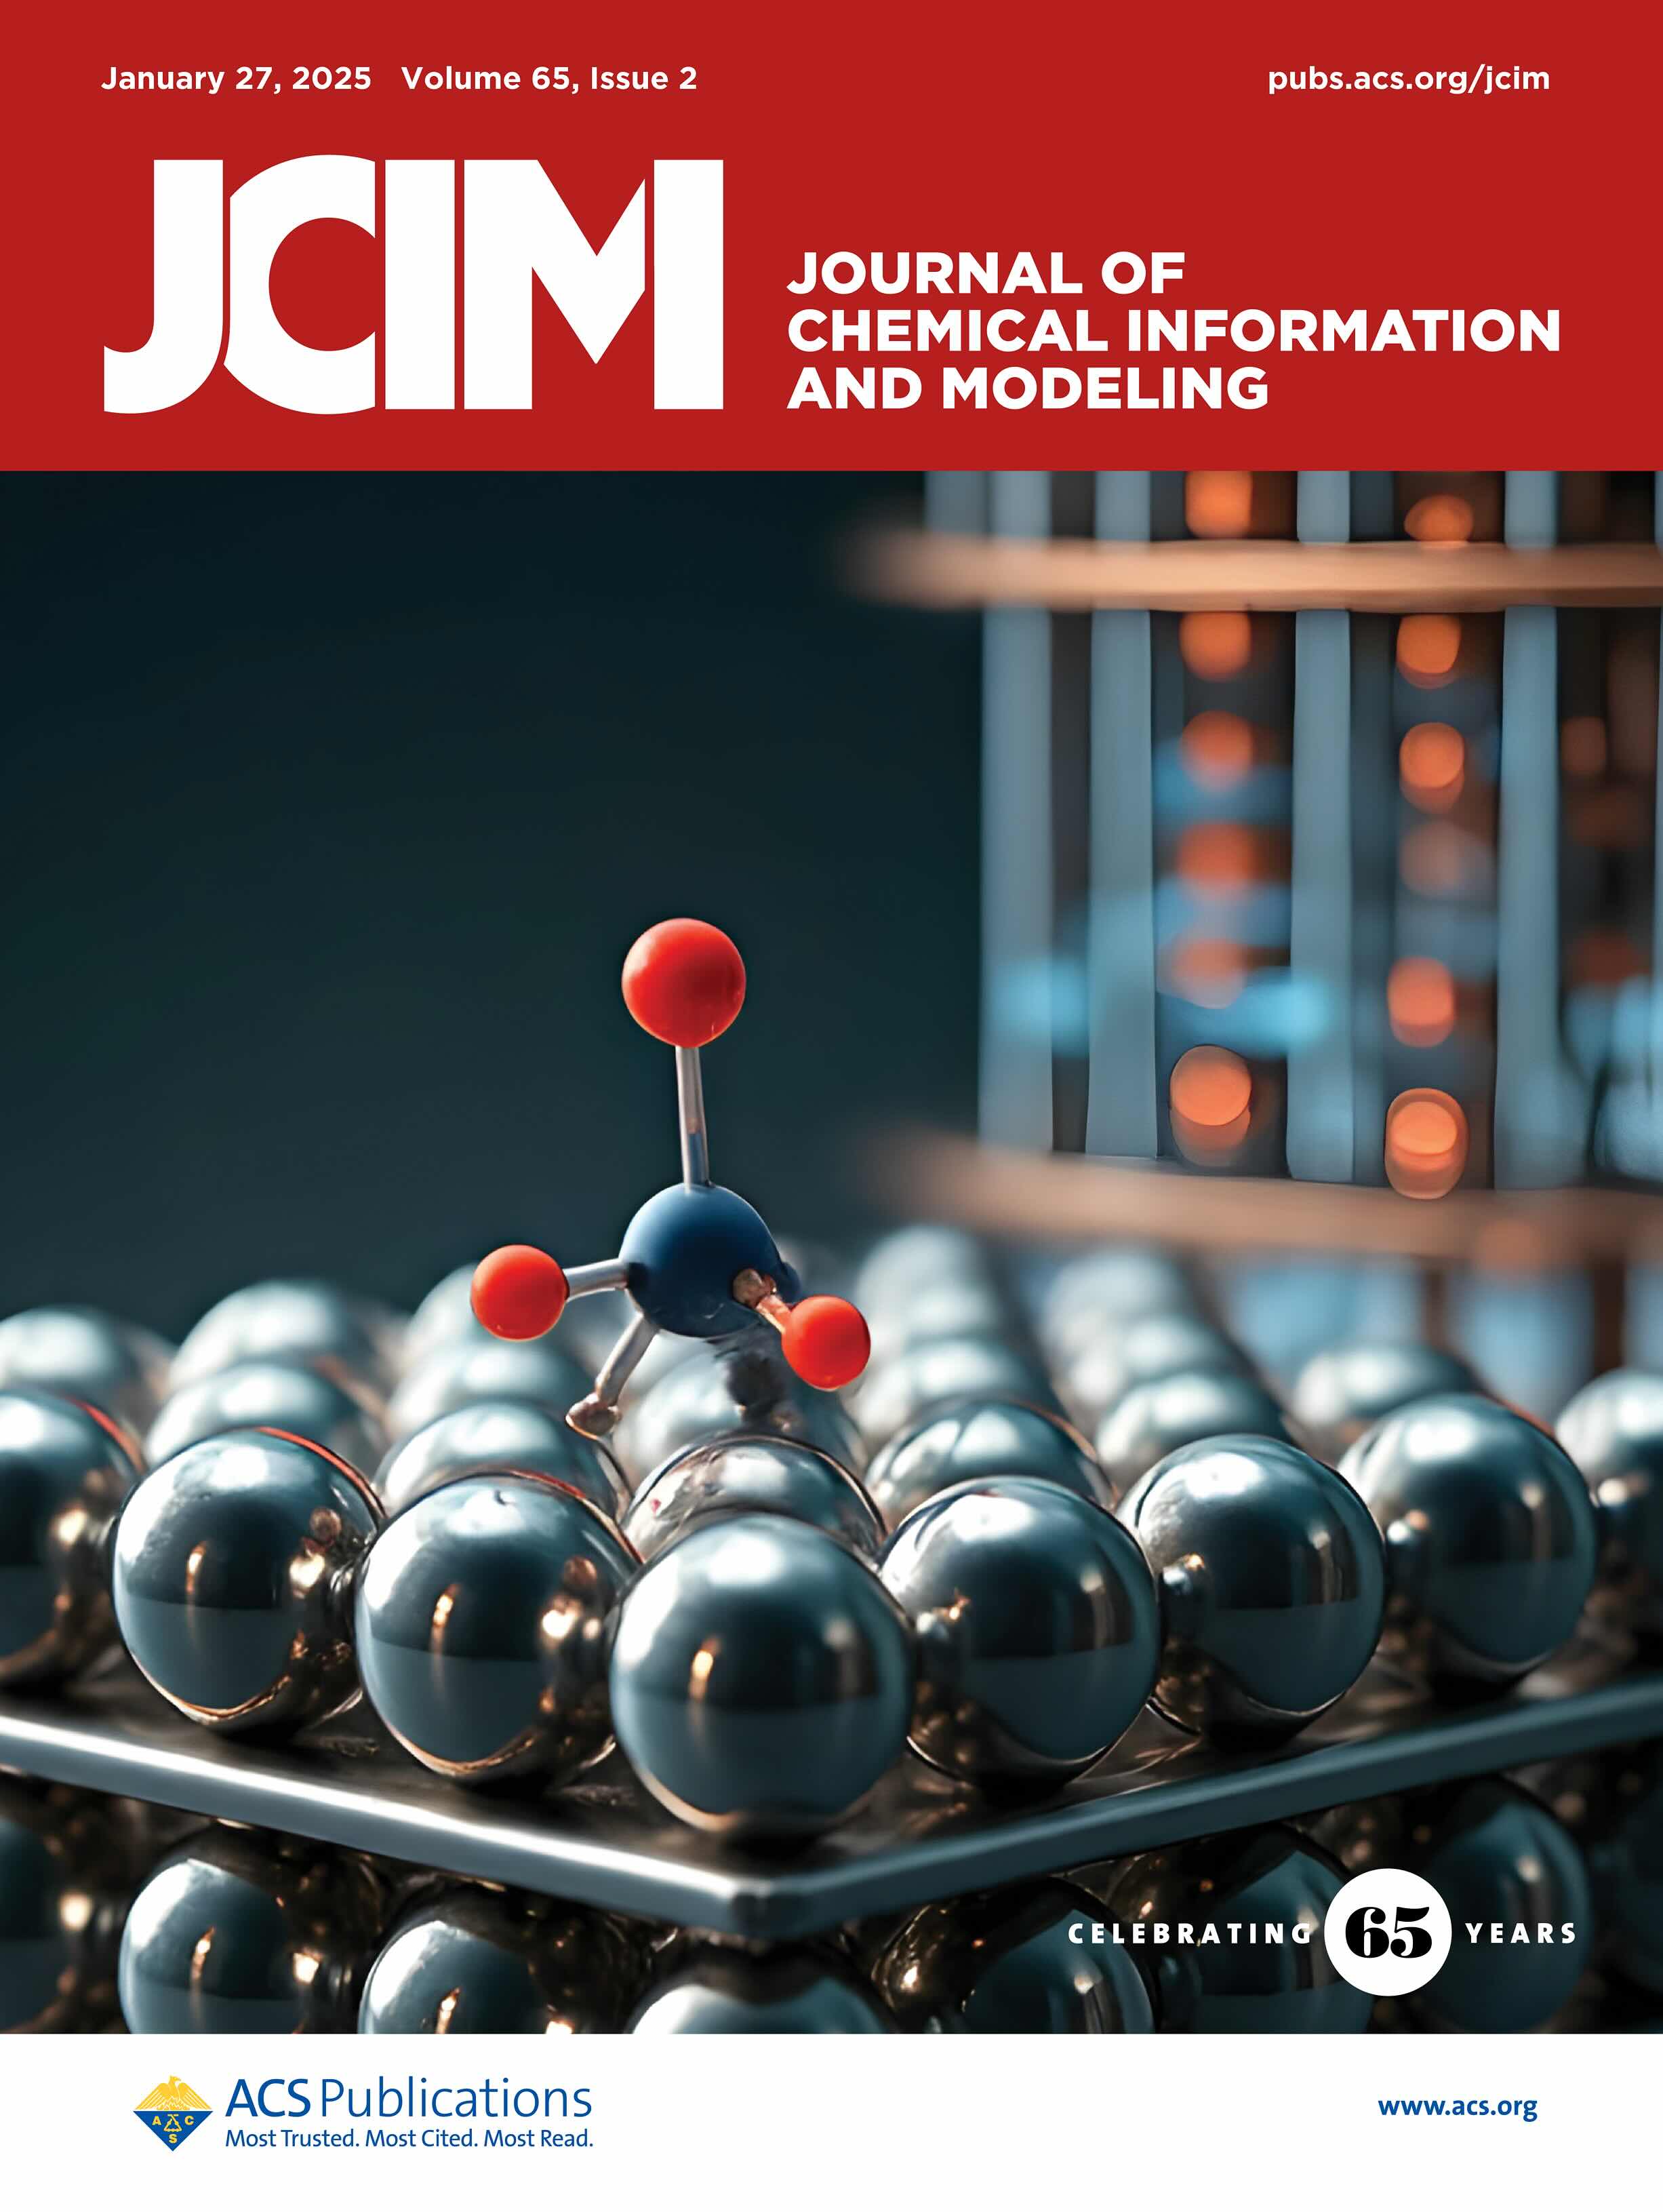 January 27, 2025 Volume 65, Issue 2
pubs.acs.org/jcim
JCIM
JOURNAL OF
CHEMICAL INFORMATION
AND MODELING
CELEBRATING 65 YEARS
A C S
ACS Publications
Most Trusted. Most Cited. Most Read.
www.acs.org